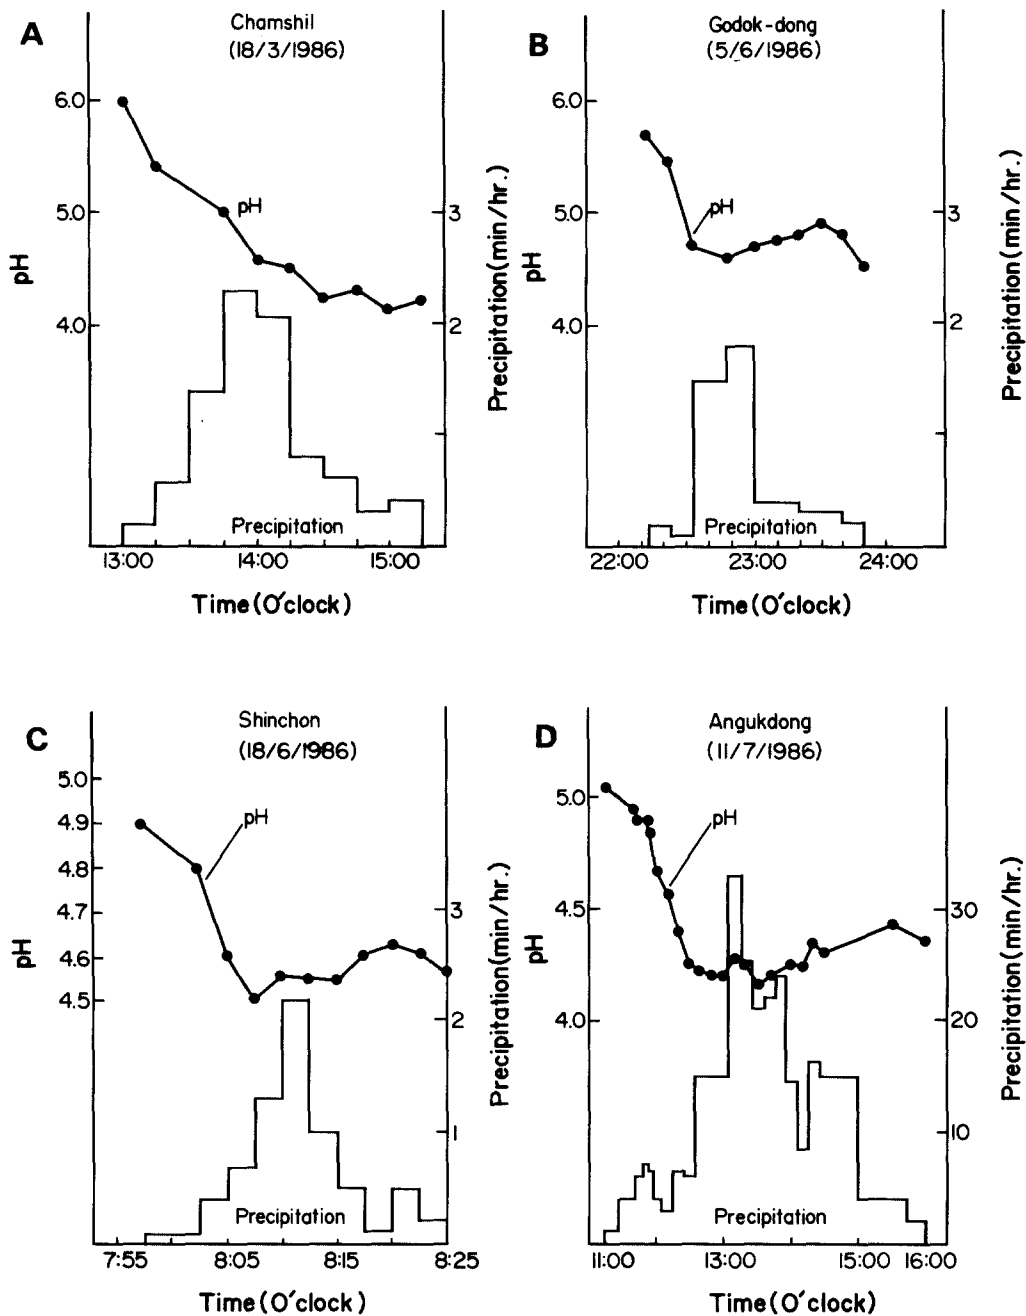 A
Chamshil
(18/3/1986)
6.0
5.0
4.0
pH
pH
3
2
Precipitation(min/hr.)
Precipitation
13:00 14:00 15:00
Time(O'clock)
B
Godok-dong
(5/6/1986)
6.0
5.0
4.0
pH
pH
3
2
Precipitation(min/hr.)
Precipitation
22:00 23:00 24:00
Time(O'clock)
C
Shinchon
(18/6/1986)
5.0
4.9
4.8
4.7
4.6
4.5
pH
pH
3
2
1
Precipitation(min/hr.)
Precipitation
7:55 8:05 8:15 8:25
Time(O'clock)
D
Angukdong
(11/7/1986)
5.0
4.5
4.0
pH
pH
30
20
10
Precipitation(min/hr.)
Precipitation
11:00 13:00 15:00 16:00
Time(O'clock)